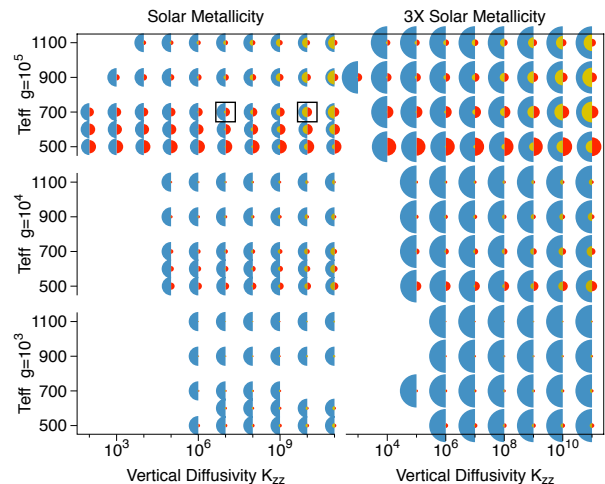 Solar Metallicity
3X Solar Metallicity
Teff g=10^5
1100
900
700
500
Teff g=10^4
1100
900
700
500
Teff g=10^3
1100
900
700
500
10^3
10^6
10^9
10^4
10^6
10^8
10^10
Vertical Diffusivity K_zz
Vertical Diffusivity K_zz